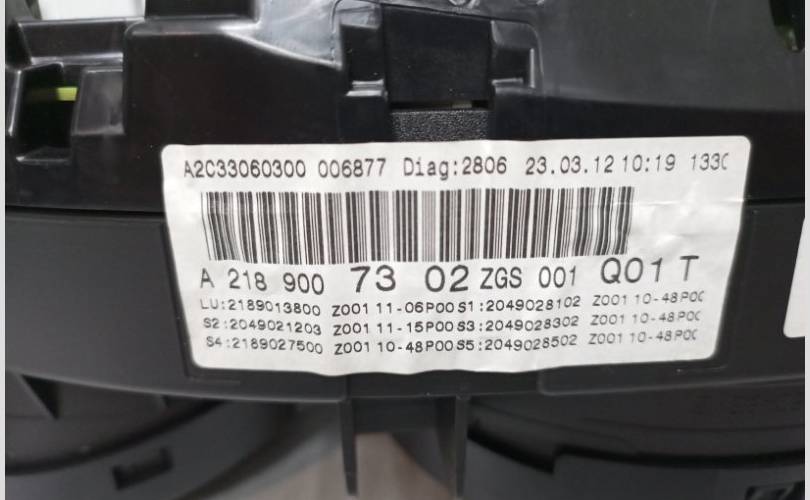 A2C33060300 006877 Diag:2806 23.03.12 10:19 133C
A 218 900 73 02 ZGS 001 Q01 T
LU:2189013800 Z001 11-06P00 S1:2049028102 Z001 10-48P00
S2:2049021203 Z001 11-15P00 S3:2049028302 Z001 10-48P00
S4:2189027500 Z001 10-48P00 S5:2049028502 Z001 10-48P00